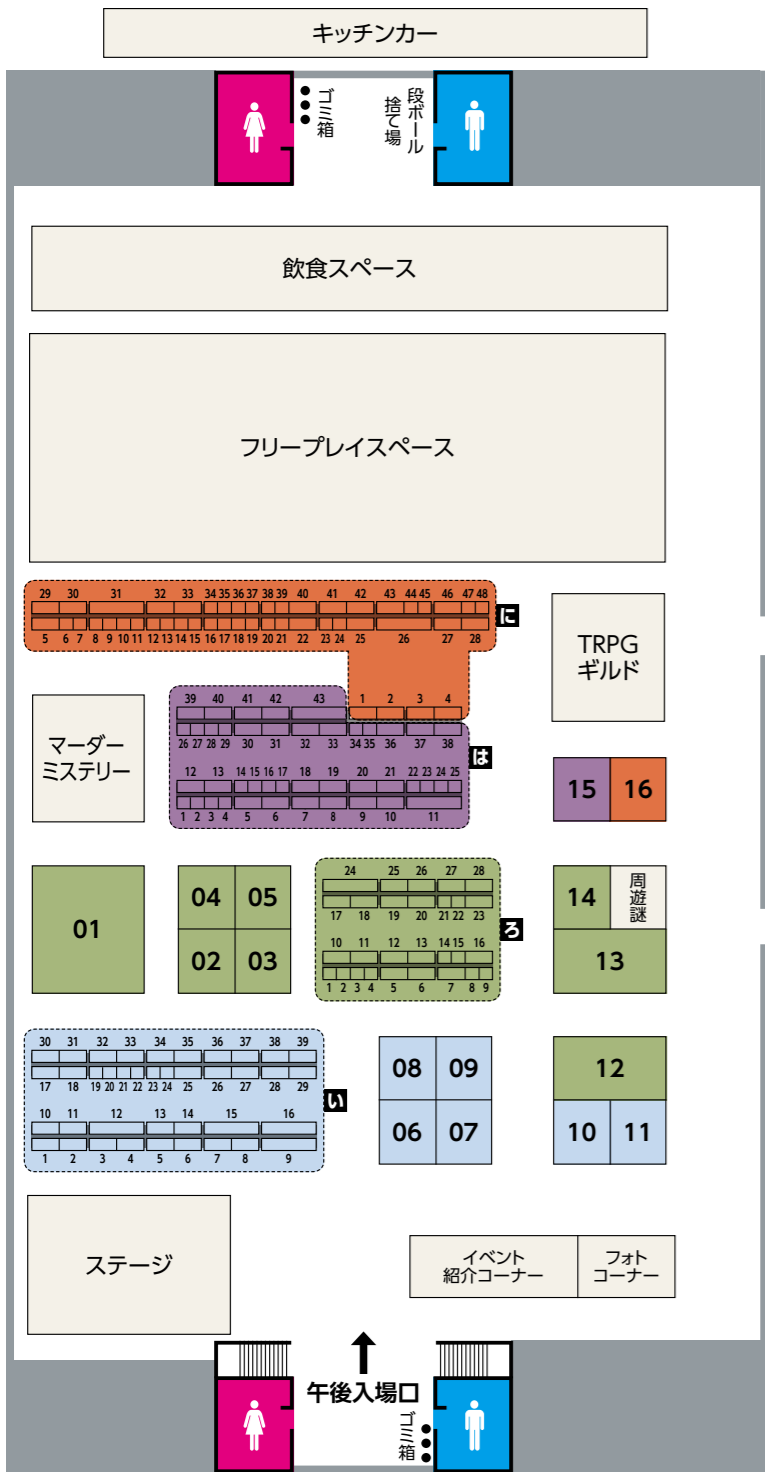 キッチンカー
ゴミ箱
段ボール
捨て場
飲食スペース
フリープレイスペース
29 30 31 32 33 34 35 36 37 38 39 40 41 42 43 44 45 46 47 48
5 6 7 8 9 10 11 12 13 14 15 16 17 18 19 20 21 22 23 24 25 26 27 28
に
TRPG
ギルド
1 2 3 4
マーダー
ミステリー
39 40 41 42 43
26 27 28 29 30 31 32 33 34 35 36 37 38
は
12 13 14 15 16 17 18 19 20 21 22 23 24 25
1 2 3 4 5 6 7 8 9 10 11
15 16
01
04 05
02 03
24 25 26 27 28
17 18 19 20 21 22 23
ろ
10 11 12 13 14 15 16
1 2 3 4 5 6 7 8 9
14
周遊謎
13
30 31 32 33 34 35 36 37 38 39
17 18 19 20 21 22 23 24 25 26 27 28 29
い
10 11 12 13 14 15 16
1 2 3 4 5 6 7 8 9
08 09
06 07
12
10 11
ステージ
イベント
紹介コーナー
フォト
コーナー
午後入場口
ゴミ箱